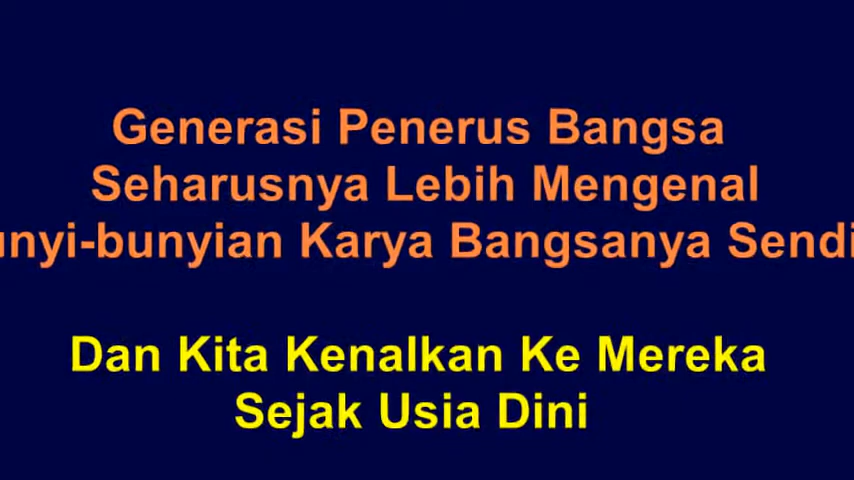 Generasi Penerus Bangsa
Seharusnya Lebih Mengenal
unyi-bunyian Karya Bangsanya Sendi
Dan Kita Kenalkan Ke Mereka
Sejak Usia Dini